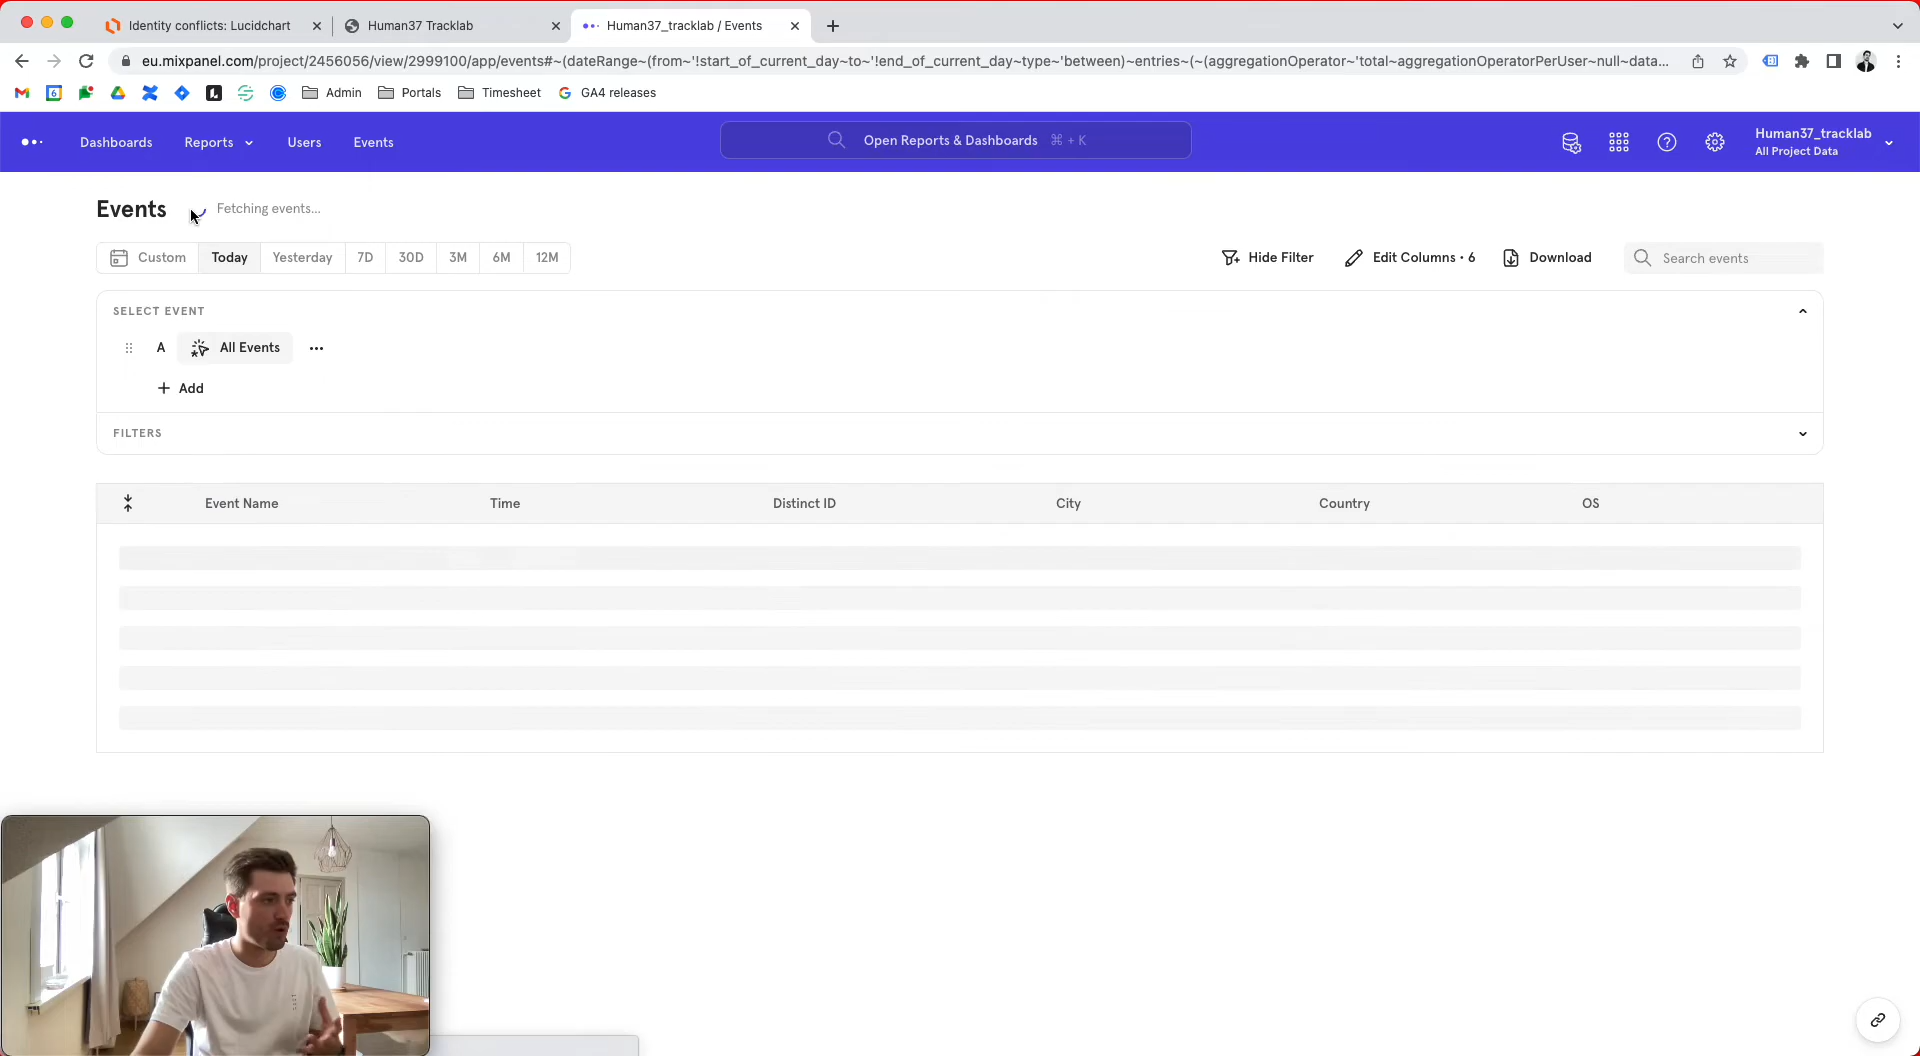 Identity conflicts: Lucidchart
Human37 Tracklab
Human37_tracklab / Events
eu.mixpanel.com/project/2456056/view/2999100/app/events#~(dateRange~(from~'!start_of_current_day~to~'!end_of_current_day~type~'between)~entries~(~(aggregationOperator~'total~aggregationOperatorPerUser~null~data...
Admin
Portals
Timesheet
GA4 releases
Dashboards
Reports
Users
Events
Open Reports & Dashboards ⌘ + K
Human37_tracklab
All Project Data
Events
Fetching events...
Custom
Today
Yesterday
7D
30D
3M
6M
12M
Hide Filter
Edit Columns • 6
Download
Search events
SELECT EVENT
A All Events
Add
FILTERS
Event Name
Time
Distinct ID
City
Country
OS